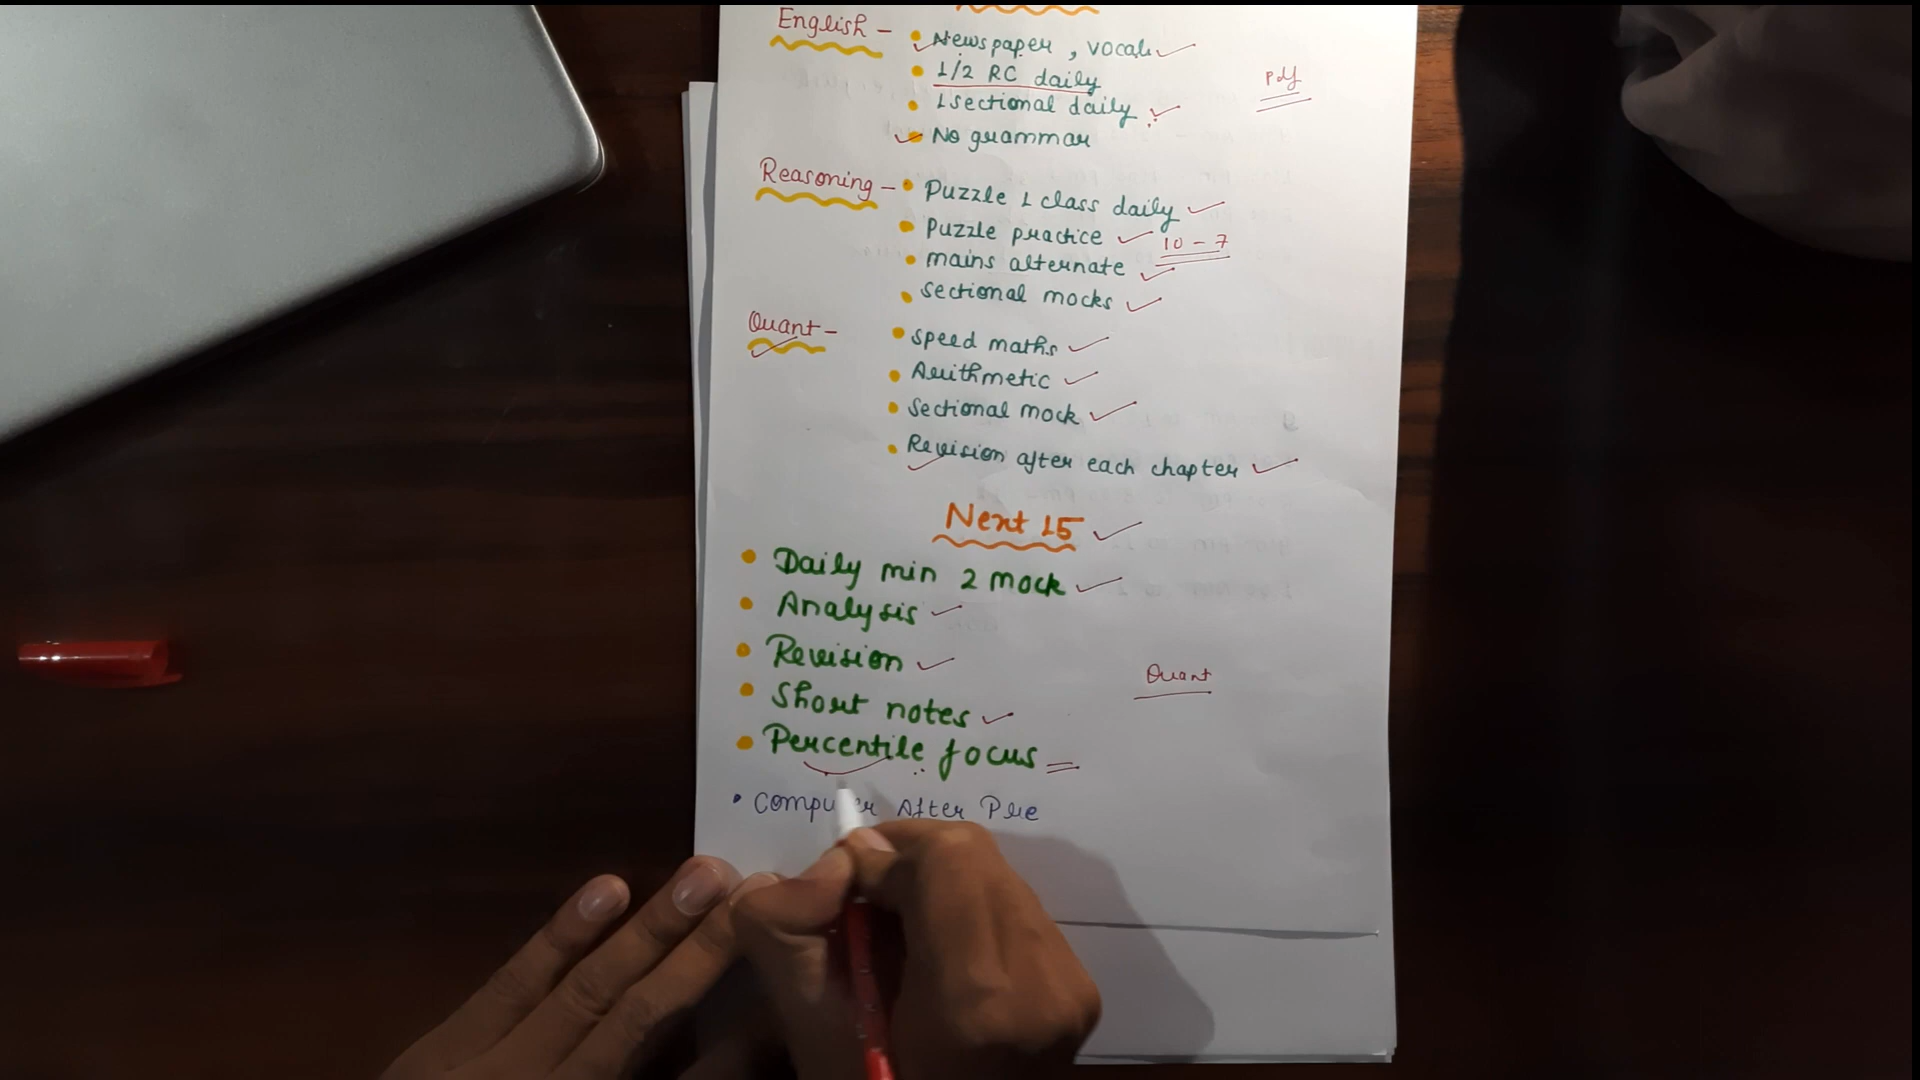 English - • Newspaper, vocab
• 1/2 RC daily
Pdf
• 1 sectional daily
• No grammar
Reasoning - • Puzzle 1 class daily
• Puzzle practice
10 - 7
• mains alternate
• sectional mocks
Quant - • speed maths
• Arithmetic
• sectional mock
• Revision after each chapter
Next 15
• Daily min 2 mock
• Analysis
• Revision
Quant
• Short notes
• Percentile focus
• Computer After Pre